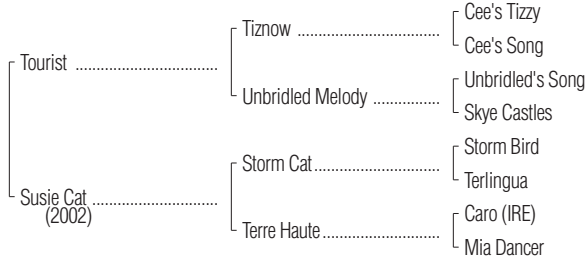 Cee's Tizzy
Tiznow
Cee's Song
Tourist
Unbridled's Song
Unbridled Melody
Skye Castles
Storm Bird
Storm Cat
Terlingua
Susie Cat
(2002)
Caro (IRE)
Terre Haute
Mia Dancer